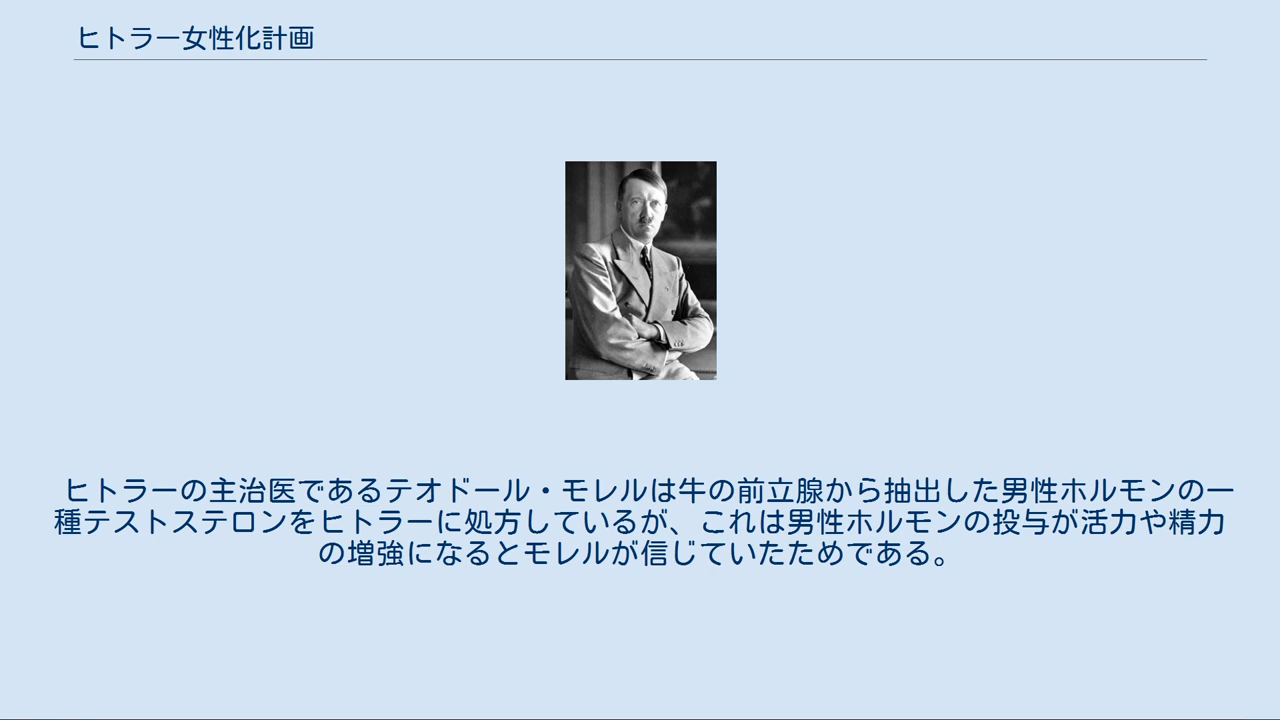 ヒトラー女性化計画
ヒトラーの主治医であるテオドール・モレルは牛の前立腺から抽出した男性ホルモンの一
種テストステロンをヒトラーに処方しているが、これは男性ホルモンの投与が活力や精力
の増強になるとモレルが信じていたためである。